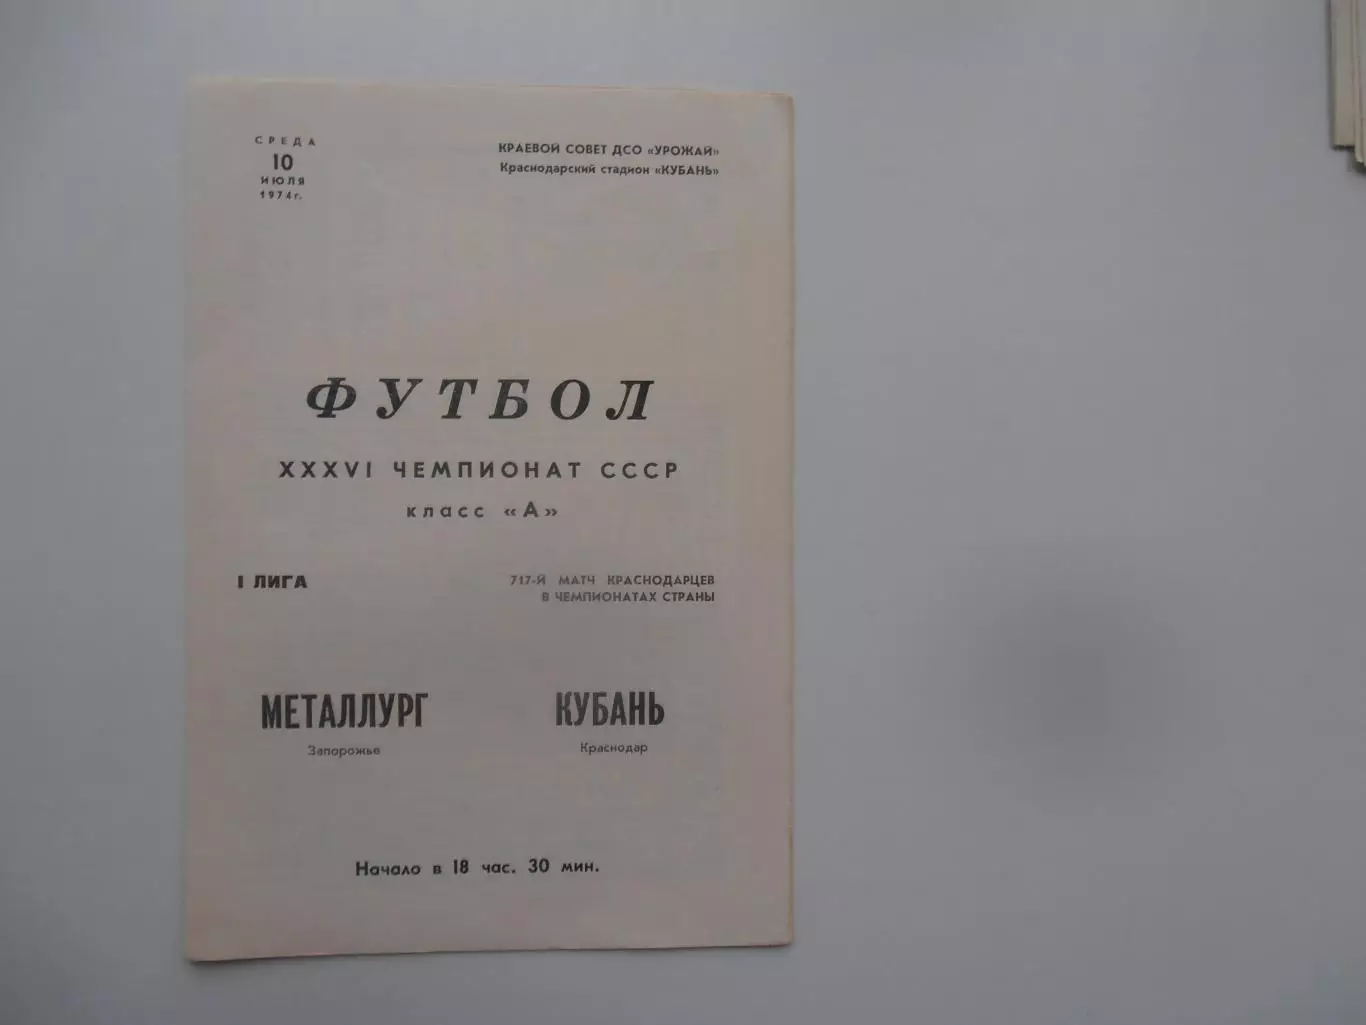 СРЕДА
10
ИЮЛЯ
1974 г.
КРАЕВОЙ СОВЕТ ДСО «УРОЖАЙ»
Краснодарский стадион «КУБАНЬ»
ФУТБОЛ
XXXVI ЧЕМПИОНАТ СССР
класс «А»
I ЛИГА
717-Й МАТЧ КРАСНОДАРЦЕВ
В ЧЕМПИОНАТАХ СТРАНЫ
МЕТАЛЛУРГ
Запорожье
КУБАНЬ
Краснодар
Начало в 18 час. 30 мин.